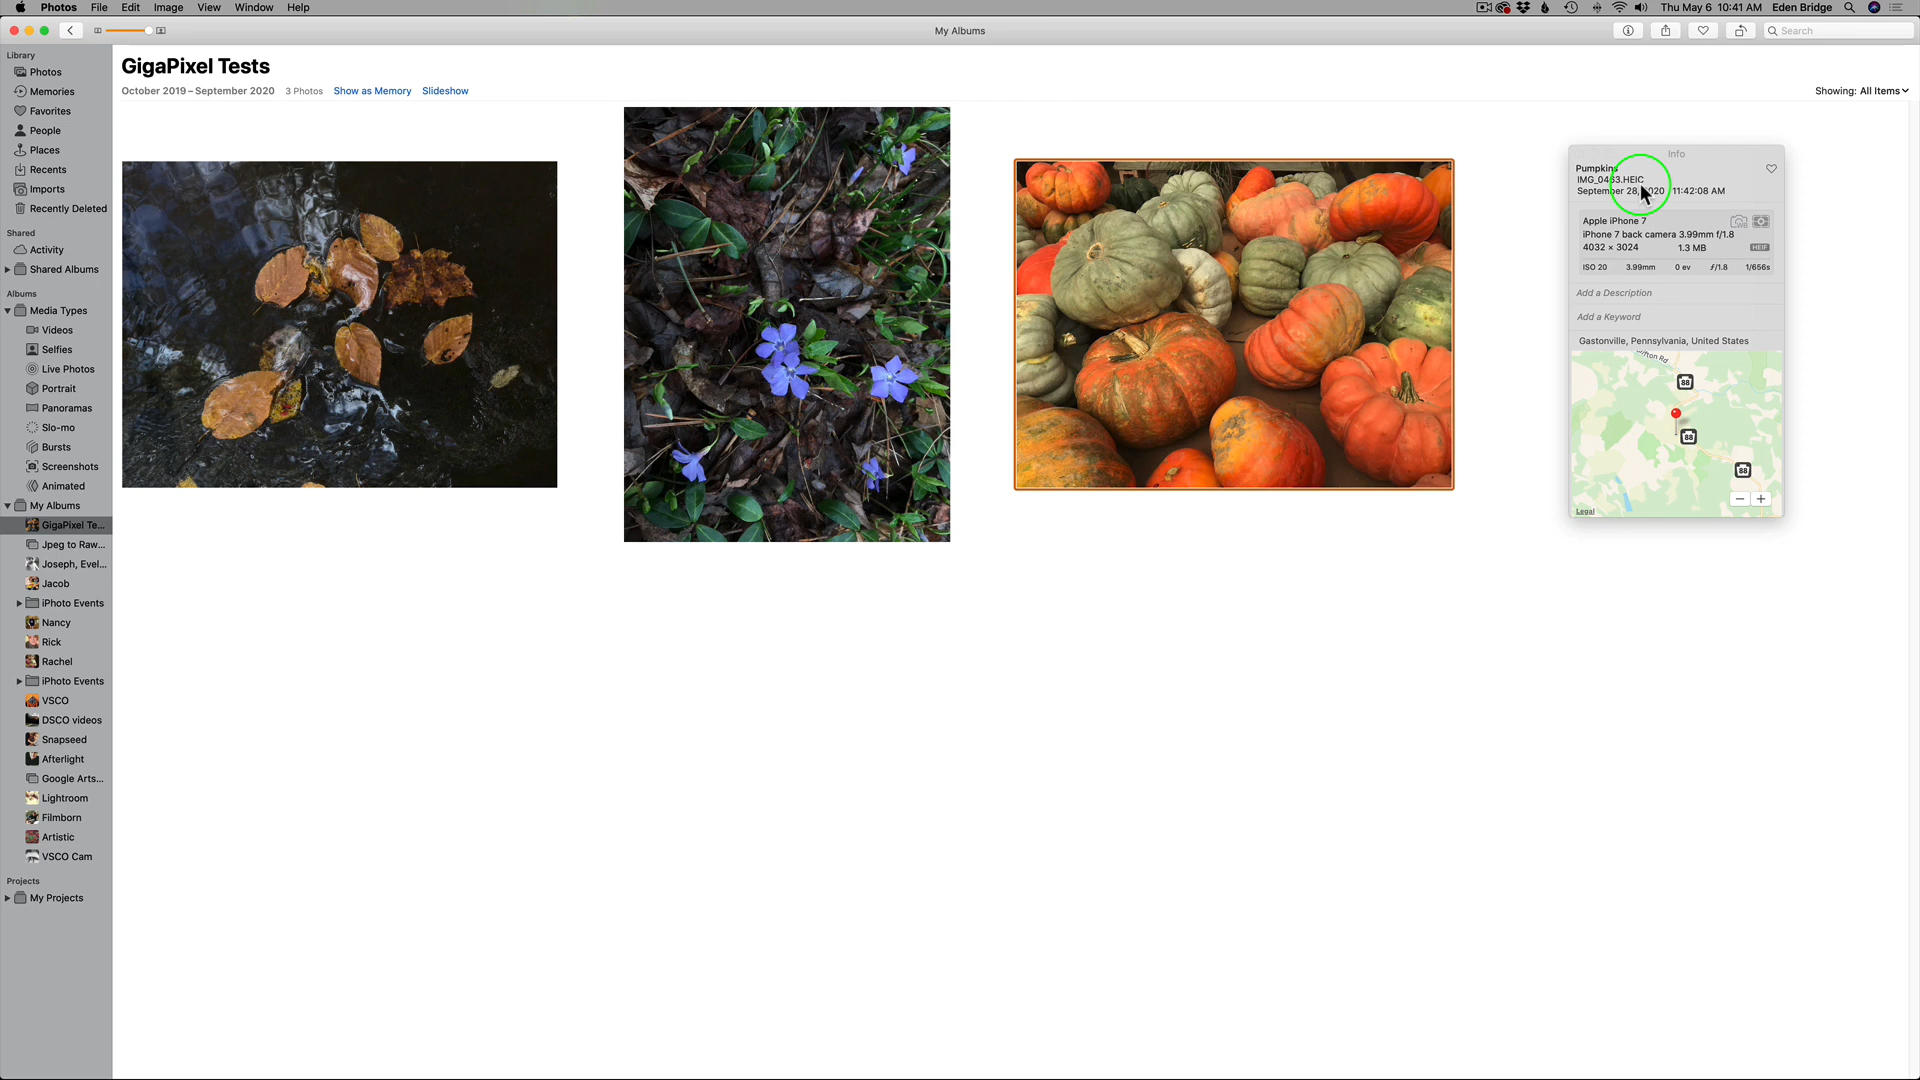 Photos File Edit Image View Window Help
Thu May 6 10:41 AM Eden Bridge
My Albums
Search
Library
Photos
Memories
Favorites
People
Places
Recents
Imports
Recently Deleted
Shared
Activity
Shared Albums
Albums
Media Types
Videos
Selfies
Live Photos
Portrait
Panoramas
Slo-mo
Bursts
Screenshots
Animated
My Albums
GigaPixel Te...
Jpeg to Raw...
Joseph, Evel...
Jacob
iPhoto Events
Nancy
Rick
Rachel
iPhoto Events
VSCO
DSCO videos
Snapseed
Afterlight
Google Arts...
Lightroom
Filmborn
Artistic
VSCO Cam
Projects
My Projects
GigaPixel Tests
October 2019 – September 2020 3 Photos Show as Memory Slideshow
Showing: All Items
Info
Pumpkins
September 28, 2020 11:42:08 AM
Apple iPhone 7
iPhone 7 back camera 3.99mm f/1.8
4032 × 3024 1.3 MB HEIF
ISO 20 3.99mm 0 ev ƒ/1.8 1/656s
Add a Description
Add a Keyword
Gastonville, Pennsylvania, United States
88
88
88
Legal